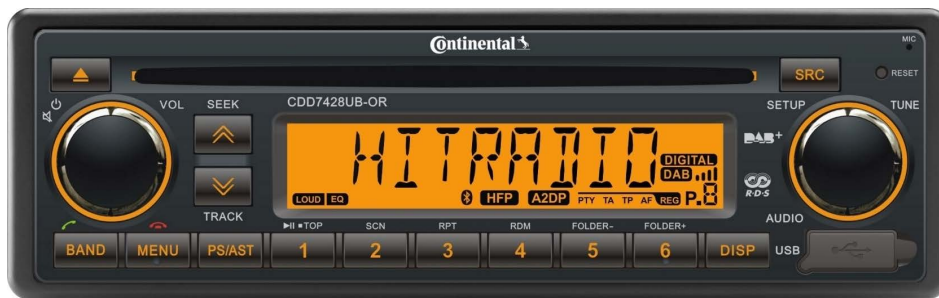 Continental
MIC
SRC
RESET
VOL
SEEK
CDD7428UB-OR
SETUP
TUNE
HITRADIO
DIGITAL
DAB
DAB+
LOUD EQ
HFP A2DP PTY TA TP AF REG P.8
R·D·S
TRACK
AUDIO
TOP SCN RPT RDM FOLDER- FOLDER+
BAND MENU PS/AST 1 2 3 4 5 6 DISP USB